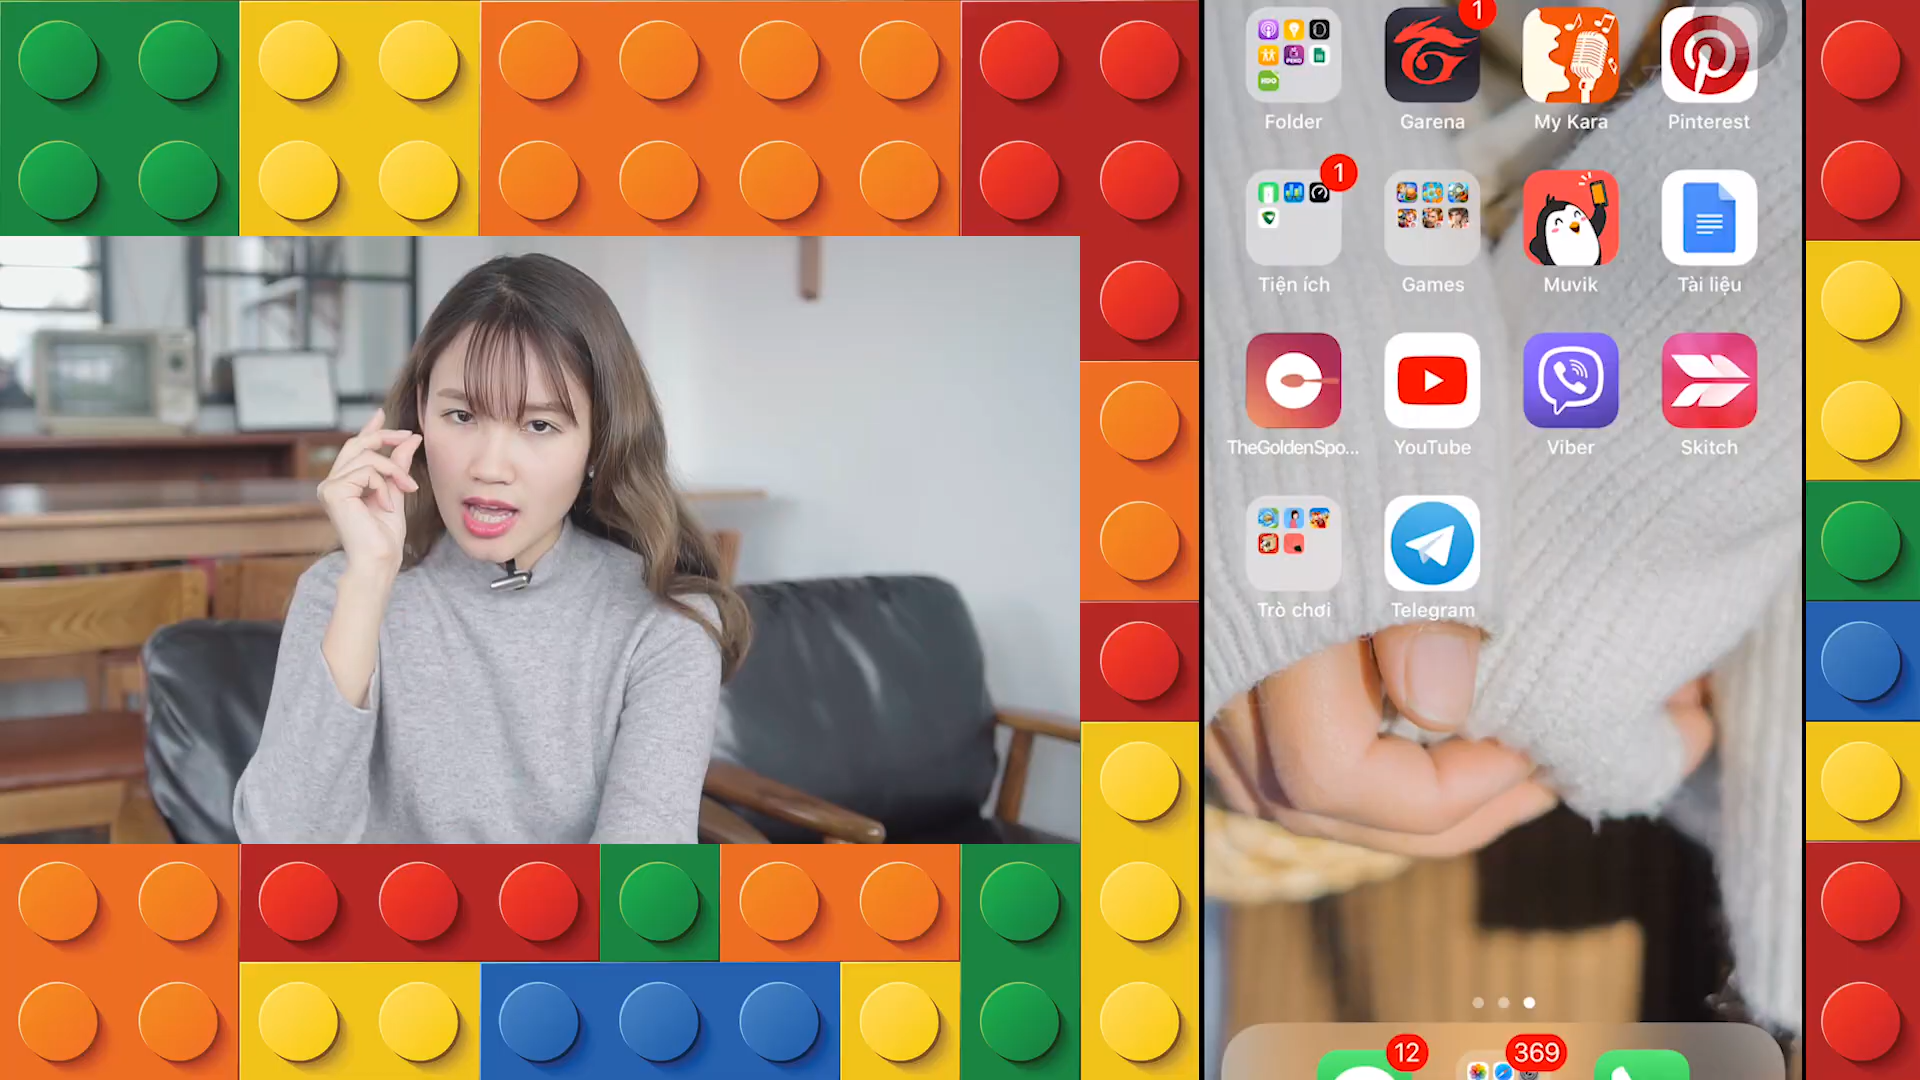 1
Folder
Garena
My Kara
Pinterest
1
Tiện ích
Games
Muvik
Tài liệu
TheGoldenSpo...
YouTube
Viber
Skitch
Trò chơi
Telegram
12
369